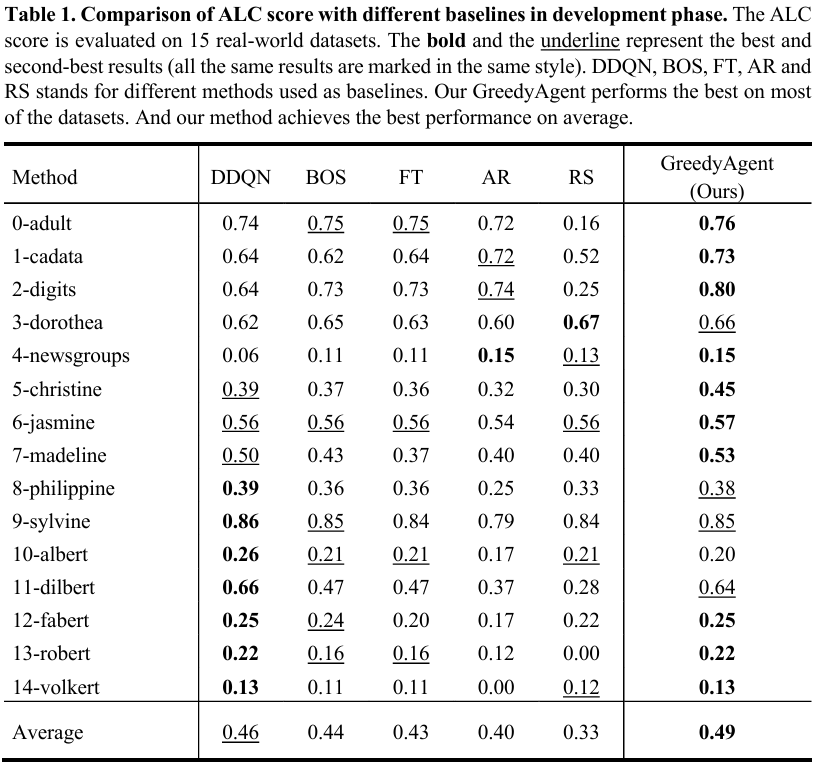 Table 1. Comparison of ALC score with different baselines in development phase. The ALC
score is evaluated on 15 real-world datasets. The bold and the underline represent the best and
second-best results (all the same results are marked in the same style). DDQN, BOS, FT, AR and
RS stands for different methods used as baselines. Our GreedyAgent performs the best on most
of the datasets. And our method achieves the best performance on average.
Method DDQN BOS FT AR RS GreedyAgent (Ours)
0-adult 0.74 0.75 0.75 0.72 0.16 0.76
1-cadata 0.64 0.62 0.64 0.72 0.52 0.73
2-digits 0.64 0.73 0.73 0.74 0.25 0.80
3-dorothea 0.62 0.65 0.63 0.60 0.67 0.66
4-newsgroups 0.06 0.11 0.11 0.15 0.13 0.15
5-christine 0.39 0.37 0.36 0.32 0.30 0.45
6-jasmine 0.56 0.56 0.56 0.54 0.56 0.57
7-madeline 0.50 0.43 0.37 0.40 0.40 0.53
8-philippine 0.39 0.36 0.36 0.25 0.33 0.38
9-sylvine 0.86 0.85 0.84 0.79 0.84 0.85
10-albert 0.26 0.21 0.21 0.17 0.21 0.20
11-dilbert 0.66 0.47 0.47 0.37 0.28 0.64
12-fabert 0.25 0.24 0.20 0.17 0.22 0.25
13-robert 0.22 0.16 0.16 0.12 0.00 0.22
14-volkert 0.13 0.11 0.11 0.00 0.12 0.13
Average 0.46 0.44 0.43 0.40 0.33 0.49